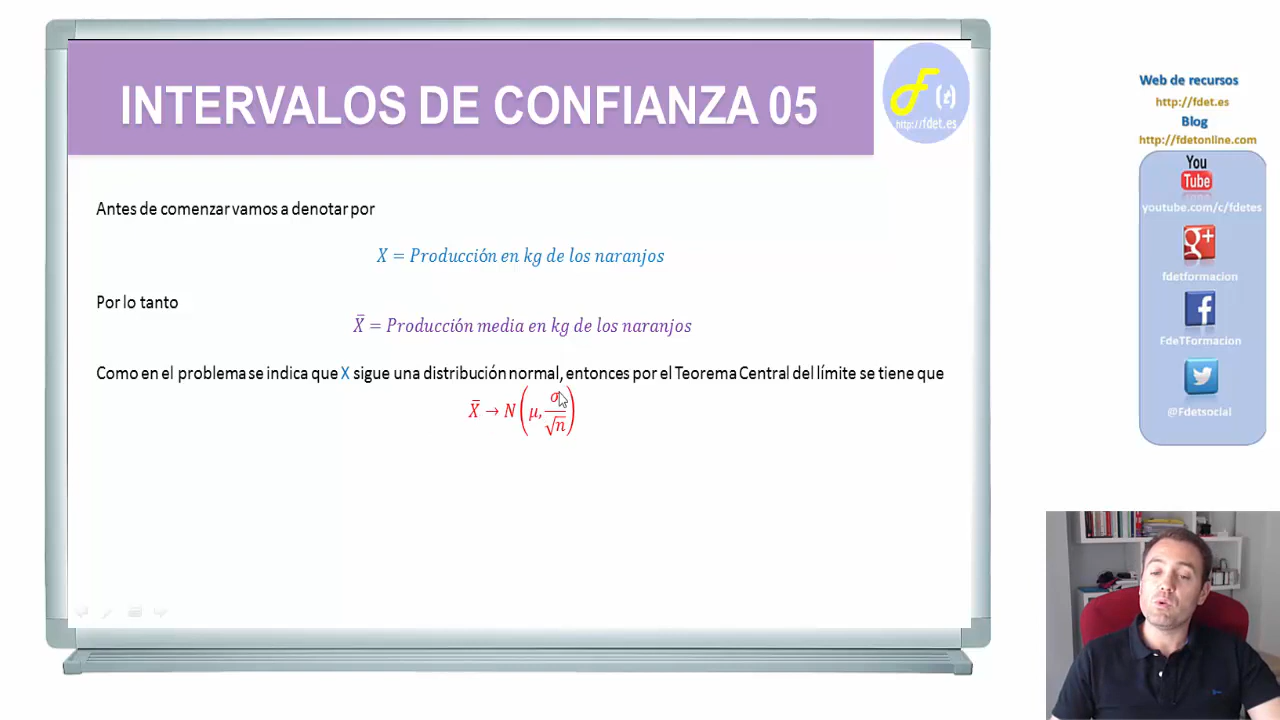 INTERVALOS DE CONFIANZA 05
f(x)
http://fdet.es
Antes de comenzar vamos a denotar por
X = Producción en kg de los naranjos
Por lo tanto
X̄ = Producción media en kg de los naranjos
Como en el problema se indica que X sigue una distribución normal, entonces por el Teorema Central del límite se tiene que
X̄ → N(μ, σ/√n)
Web de recursos
http://fdet.es
Blog
http://fdetonline.com
You
Tube
youtube.com/c/fdetes
g+
fdetformacion
f
FdeTFormacion
@Fdetsocial